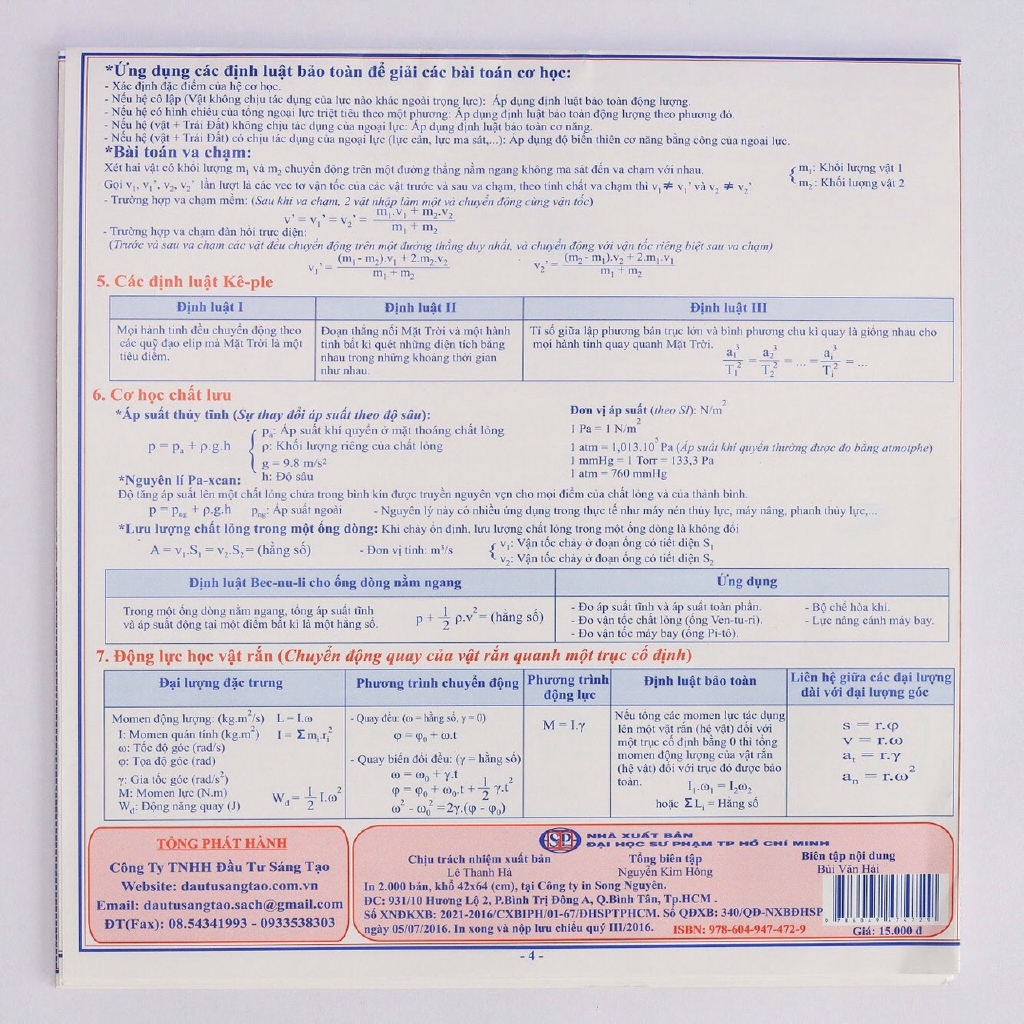 *Ứng dụng các định luật bảo toàn để giải các bài toán cơ học:
- Xác định đặc điểm của hệ cơ học.
- Nếu hệ cô lập (Vật không chịu tác dụng của lực nào khác ngoài trọng lực): Áp dụng định luật bảo toàn động lượng.
- Nếu hệ có hình chiếu của tổng ngoại lực triệt tiêu theo một phương: Áp dụng định luật bảo toàn động lượng theo phương đó.
- Nếu hệ (vật + Trái Đất) không chịu tác dụng của ngoại lực: Áp dụng định luật bảo toàn cơ năng.
- Nếu hệ (vật + Trái Đất) có chịu tác dụng của ngoại lực (lực cản, lực ma sát,...): Áp dụng độ biến thiên cơ năng bằng công của ngoại lực.
*Bài toán va chạm:
Xét hai vật có khối lượng m₁ và m₂ chuyển động trên một đường thẳng nằm ngang không ma sát đến va chạm với nhau.
{ m₁: Khối lượng vật 1
m₂: Khối lượng vật 2
Gọi v₁, v₁', v₂, v₂' lần lượt là các vec tơ vận tốc của các vật trước và sau va chạm, theo tính chất va chạm thì v₁ ≠ v₁' và v₂ ≠ v₂'
- Trường hợp va chạm mềm: (Sau khi va chạm, 2 vật nhập làm một và chuyển động cùng vận tốc)
v' = v₁' = v₂' = (m₁.v₁ + m₂.v₂)/(m₁ + m₂)
- Trường hợp va chạm đàn hồi trực diện:
(Trước và sau va chạm các vật đều chuyển động trên một đường thẳng duy nhất, và chuyển động với vận tốc riêng biệt sau va chạm)
v₁' = ((m₁ - m₂).v₁ + 2.m₂.v₂)/(m₁ + m₂) v₂' = ((m₂ - m₁).v₂ + 2.m₁.v₁)/(m₁ + m₂)
5. Các định luật Kê-ple
Định luật I
Định luật II
Định luật III
Mọi hành tinh đều chuyển động theo
các quỹ đạo elip mà Mặt Trời là một
tiêu điểm.
Đoạn thẳng nối Mặt Trời và một hành
tinh bất kì quét những diện tích bằng
nhau trong những khoảng thời gian
như nhau.
Tỉ số giữa lập phương bán trục lớn và bình phương chu kì quay là giống nhau cho
mọi hành tinh quay quanh Mặt Trời.
a₁³/T₁² = a₂³/T₂² = ... = aᵢ³/Tᵢ² = ...
6. Cơ học chất lưu
*Áp suất thủy tĩnh (Sự thay đổi áp suất theo độ sâu):
p = pₐ + ρ.g.h
{ pₐ: Áp suất khí quyển ở mặt thoáng chất lỏng
ρ: Khối lượng riêng của chất lỏng
g = 9.8 m/s²
h: Độ sâu
Đơn vị áp suất (theo SI): N/m²
1 Pa = 1 N/m²
1 atm = 1,013.10⁵ Pa (Áp suất khí quyển thường được đo bằng atmotphe)
1 mmHg = 1 Torr = 133,3 Pa
1 atm = 760 mmHg
*Nguyên lí Pa-xcan:
Độ tăng áp suất lên một chất lỏng chứa trong bình kín được truyền nguyên vẹn cho mọi điểm của chất lỏng và của thành bình.
p = pₙg + ρ.g.h pₙg: Áp suất ngoài - Nguyên lý này có nhiều ứng dụng trong thực tế như máy nén thủy lực, máy nâng, phanh thủy lực,...
*Lưu lượng chất lỏng trong một ống dòng: Khi chảy ổn định, lưu lượng chất lỏng trong một ống dòng là không đổi
A = v₁.S₁ = v₂.S₂ = (hằng số) - Đơn vị tính: m³/s
{ v₁: Vận tốc chảy ở đoạn ống có tiết diện S₁
v₂: Vận tốc chảy ở đoạn ống có tiết diện S₂
Định luật Bec-nu-li cho ống dòng nằm ngang
Ứng dụng
Trong một ống dòng nằm ngang, tổng áp suất tĩnh
và áp suất động tại một điểm bất kì là một hằng số.
p + 1/2 ρ.v² = (hằng số)
- Đo áp suất tĩnh và áp suất toàn phần.
- Đo vận tốc chất lỏng (ống Ven-tu-ri).
- Đo vận tốc máy bay (ống Pi-tô).
- Bộ chế hòa khí.
- Lực nâng cánh máy bay.
7. Động lực học vật rắn (Chuyển động quay của vật rắn quanh một trục cố định)
Đại lượng đặc trưng
Phương trình chuyển động
Phương trình
động lực
Định luật bảo toàn
Liên hệ giữa các đại lượng
dài với đại lượng góc
Momen động lượng: (kg.m²/s) L = I.ω
I: Momen quán tính (kg.m²) I = Σmᵢ.rᵢ²
ω: Tốc độ góc (rad/s)
φ: Tọa độ góc (rad)
γ: Gia tốc góc (rad/s²)
M: Momen lực (N.m)
W_đ: Động năng quay (J) W_đ = 1/2 I.ω²
- Quay đều: (ω = hằng số, γ = 0)
φ = φ₀ + ω.t
- Quay biến đổi đều: (γ = hằng số)
ω = ω₀ + γ.t
φ = φ₀ + ω₀.t + 1/2 γ.t²
ω² - ω₀² = 2γ.(φ - φ₀)
M = I.γ
Nếu tổng các momen lực tác dụng
lên một vật rắn (hệ vật) đối với
một trục cố định bằng 0 thì tổng
momen động lượng của vật rắn
(hệ vật) đối với trục đó được bảo
toàn.
I₁.ω₁ = I₂ω₂
hoặc ΣLᵢ = Hằng số
s = r.φ
v = r.ω
aₜ = r.γ
aₙ = r.ω²
TỔNG PHÁT HÀNH
Công Ty TNHH Đầu Tư Sáng Tạo
Website: dautusangtao.com.vn
Email: dautusangtao.sach@gmail.com
ĐT(Fax): 08.54341993 - 0933538303
SP
NHÀ XUẤT BẢN
ĐẠI HỌC SƯ PHẠM TP HỒ CHÍ MINH
Chịu trách nhiệm xuất bản
Lê Thanh Hà
Tổng biên tập
Nguyễn Kim Hồng
Biên tập nội dung
Bùi Văn Hải
In 2.000 bản, khổ 42x64 (cm), tại Công ty in Song Nguyên.
ĐC: 931/10 Hương Lộ 2, P.Bình Trị Đông A, Q.Bình Tân, Tp.HCM .
Số XNĐKXB: 2021-2016/CXBIPH/01-67/ĐHSPTPHCM. Số QĐXB: 340/QĐ-NXBĐHSP
ngày 05/07/2016. In xong và nộp lưu chiểu quý III/2016. ISBN: 978-604-947-472-9
9 786049 474729
Giá: 15.000 đ
- 4 -